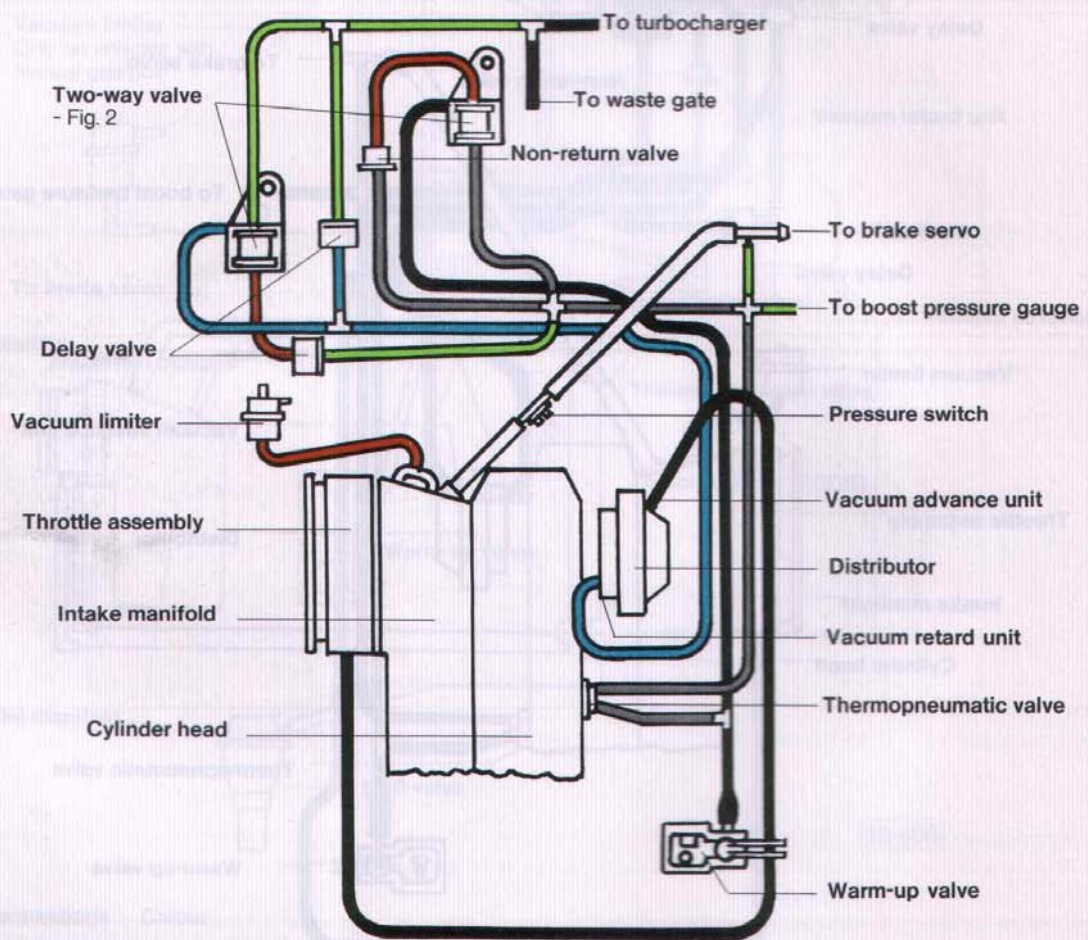 To turbocharger
Two-way valve
- Fig. 2
To waste gate
Non-return valve
To brake servo
To boost pressure gauge
Delay valve
Vacuum limiter
Pressure switch
Vacuum advance unit
Throttle assembly
Distributor
Intake manifold
Vacuum retard unit
Thermopneumatic valve
Cylinder head
Warm-up valve